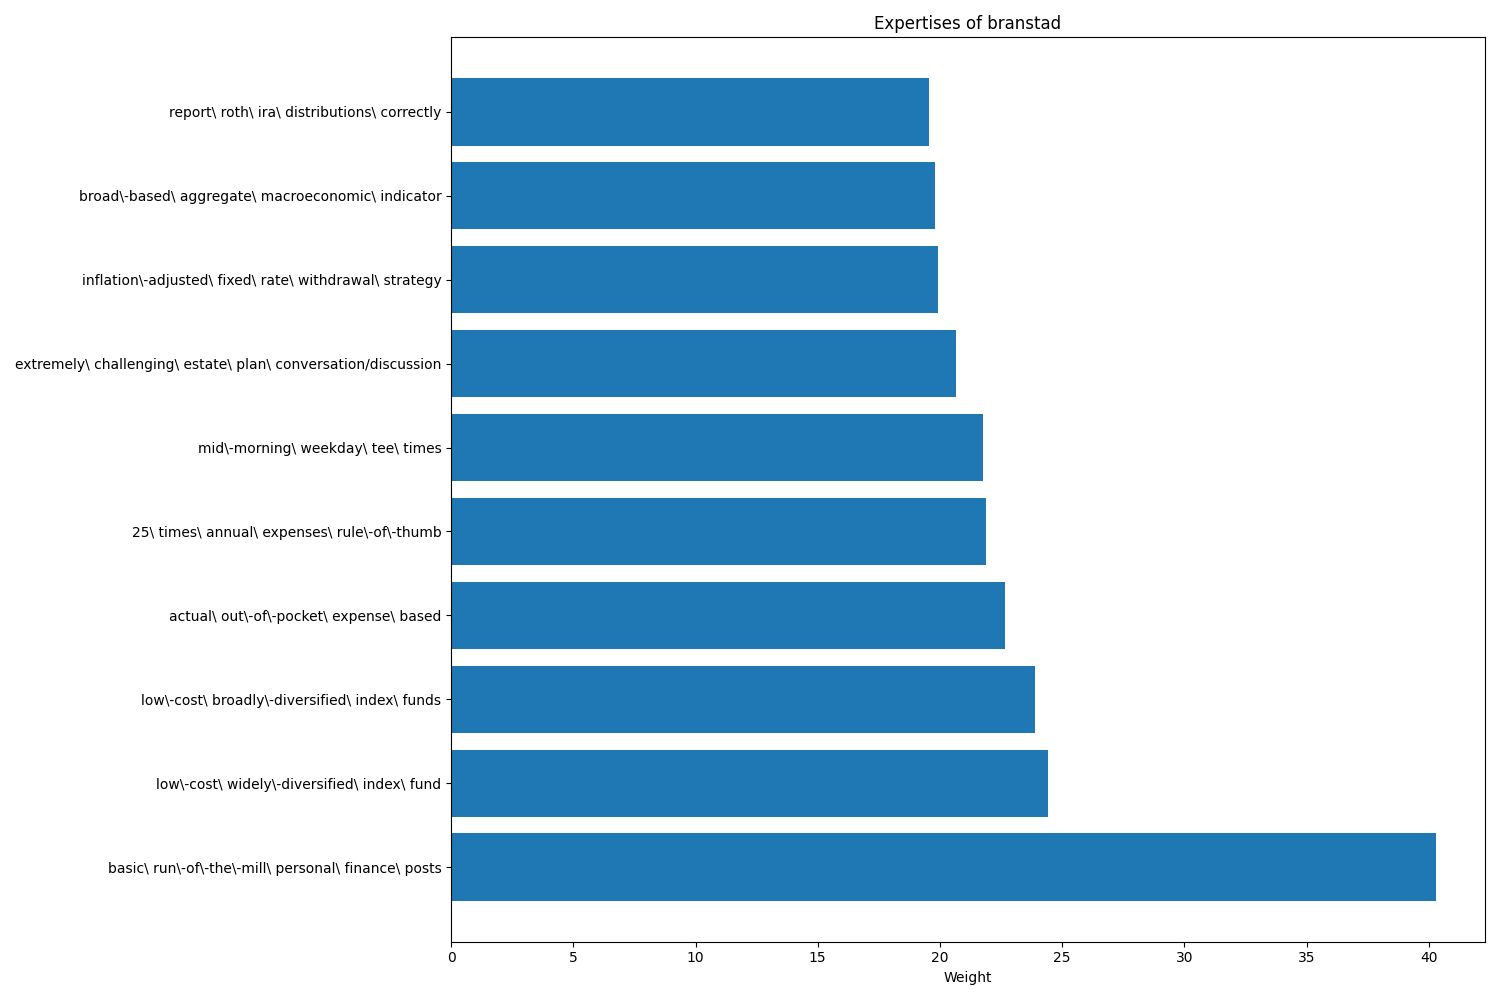 Expertises of branstad
report\ roth\ ira\ distributions\ correctly
broad\-based\ aggregate\ macroeconomic\ indicator
inflation\-adjusted\ fixed\ rate\ withdrawal\ strategy
extremely\ challenging\ estate\ plan\ conversation/discussion
mid\-morning\ weekday\ tee\ times
25\ times\ annual\ expenses\ rule\-of\-thumb
actual\ out\-of\-pocket\ expense\ based
low\-cost\ broadly\-diversified\ index\ funds
low\-cost\ widely\-diversified\ index\ fund
basic\ run\-of\-the\-mill\ personal\ finance\ posts
0 5 10 15 20 25 30 35 40
Weight